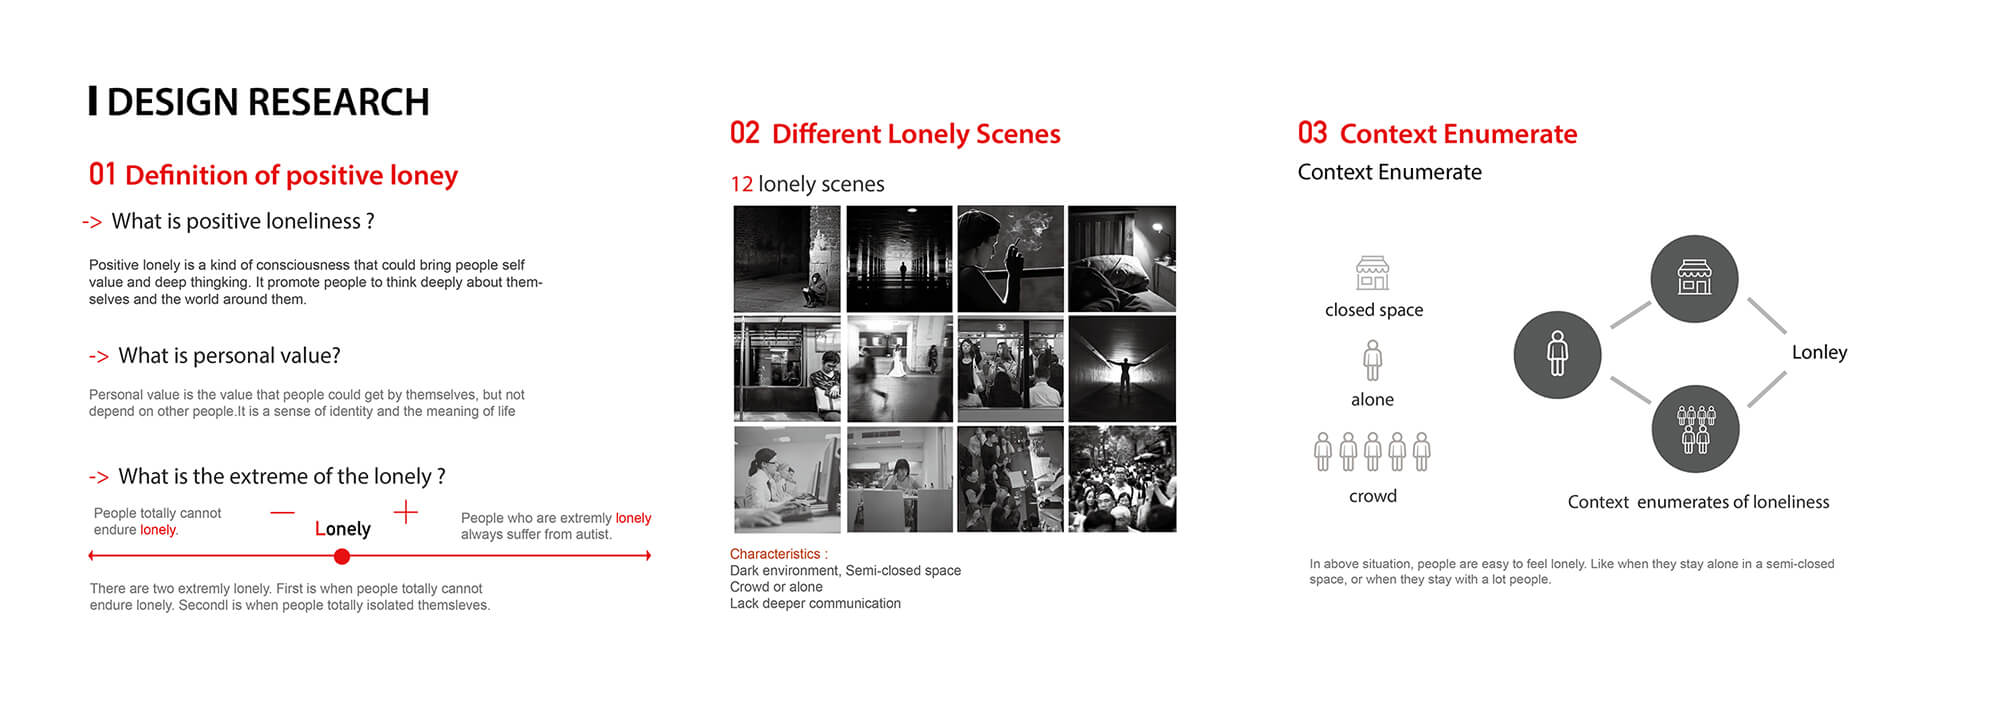 I DESIGN RESEARCH
01 Definition of positive loney
-> What is positive loneliness ?
Positive lonely is a kind of consciousness that could bring people self
value and deep thingking. It promote people to think deeply about them-
selves and the world around them.
-> What is personal value?
Personal value is the value that people could get by themselves, but not
depend on other people.It is a sense of identity and the meaning of life
-> What is the extreme of the lonely ?
People totally cannot
endure lonely.
— Lonely +
People who are extremly lonely
always suffer from autist.
There are two extremly lonely. First is when people totally cannot
endure lonely. Secondl is when people totally isolated themsleves.
02 Different Lonely Scenes
12 lonely scenes
Characteristics :
Dark environment, Semi-closed space
Crowd or alone
Lack deeper communication
03 Context Enumerate
Context Enumerate
closed space
alone
crowd
Lonley
Context enumerates of loneliness
In above situation, people are easy to feel lonely. Like when they stay alone in a semi-closed
space, or when they stay with a lot people.